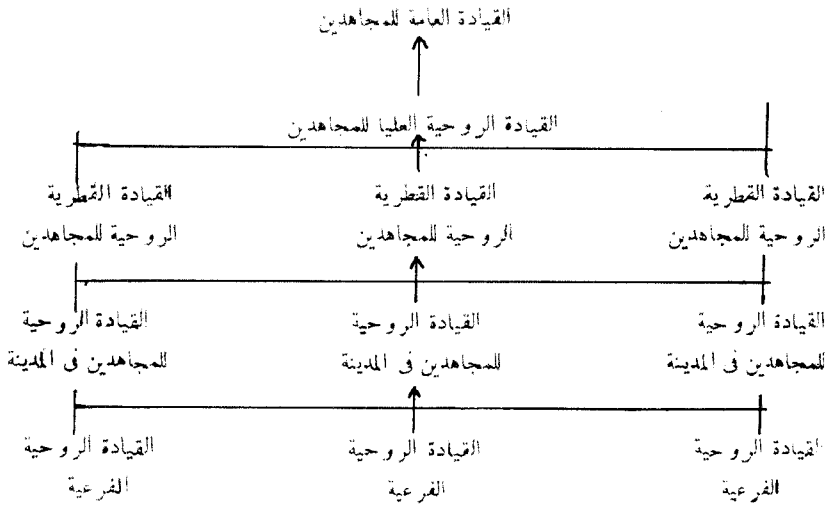 القيادة العامة للمجاهدين
القيادة الروحية العليا للمجاهدين
القيادة القطرية
الروحية للمجاهدين
القيادة القطرية
الروحية للمجاهدين
القيادة القطرية
الروحية للمجاهدين
القيادة الروحية
للمجاهدين فى المدينة
القيادة الروحية
للمجاهدين فى المدينة
القيادة الروحية
للمجاهدين فى المدينة
القيادة الروحية
الفرعية
القيادة الروحية
الفرعية
القيادة الروحية
الفرعية